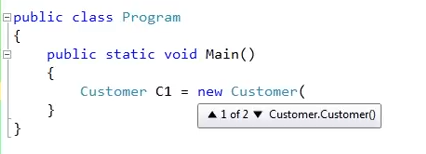 public class Program
{
public static void Main()
{
Customer C1 = new Customer(
}
▲ 1 of 2 ▼ Customer.Customer()
}